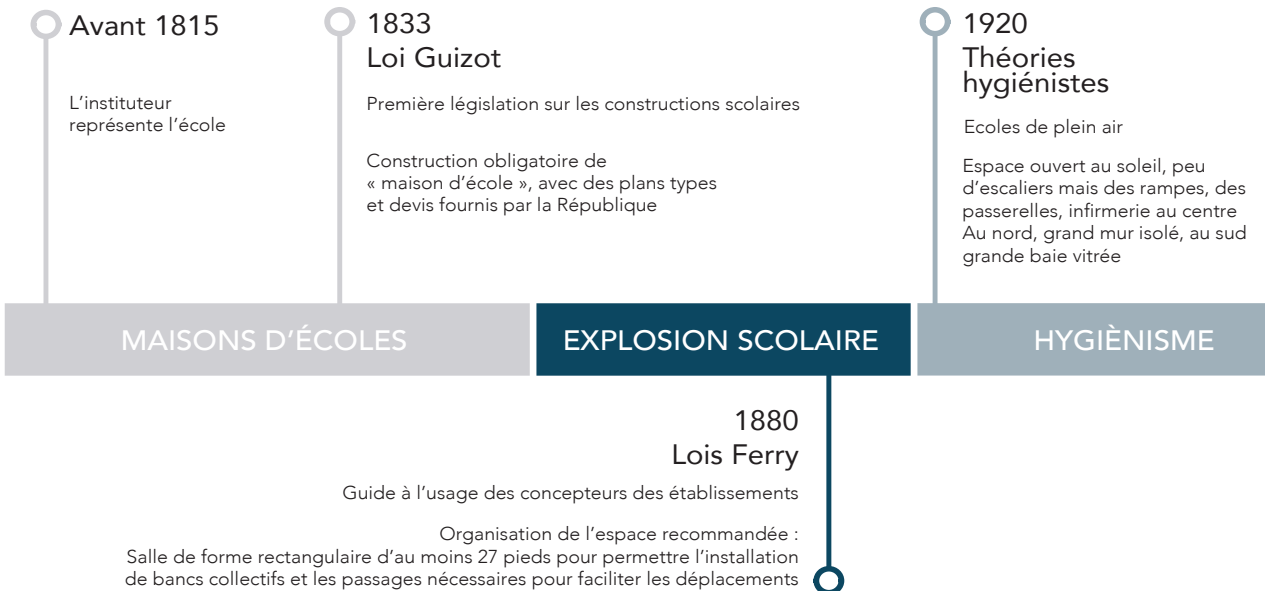 Avant 1815
L'instituteur
représente l'école
1833
Loi Guizot
Première législation sur les constructions scolaires
Construction obligatoire de
« maison d'école », avec des plans types
et devis fournis par la République
1920
Théories
hygiénistes
Ecoles de plein air
Espace ouvert au soleil, peu
d'escaliers mais des rampes, des
passerelles, infirmerie au centre
Au nord, grand mur isolé, au sud
grande baie vitrée
MAISONS D'ÉCOLES
EXPLOSION SCOLAIRE
HYGIÈNISME
1880
Lois Ferry
Guide à l'usage des concepteurs des établissements
Organisation de l'espace recommandée :
Salle de forme rectangulaire d'au moins 27 pieds pour permettre l'installation
de bancs collectifs et les passages nécessaires pour faciliter les déplacements